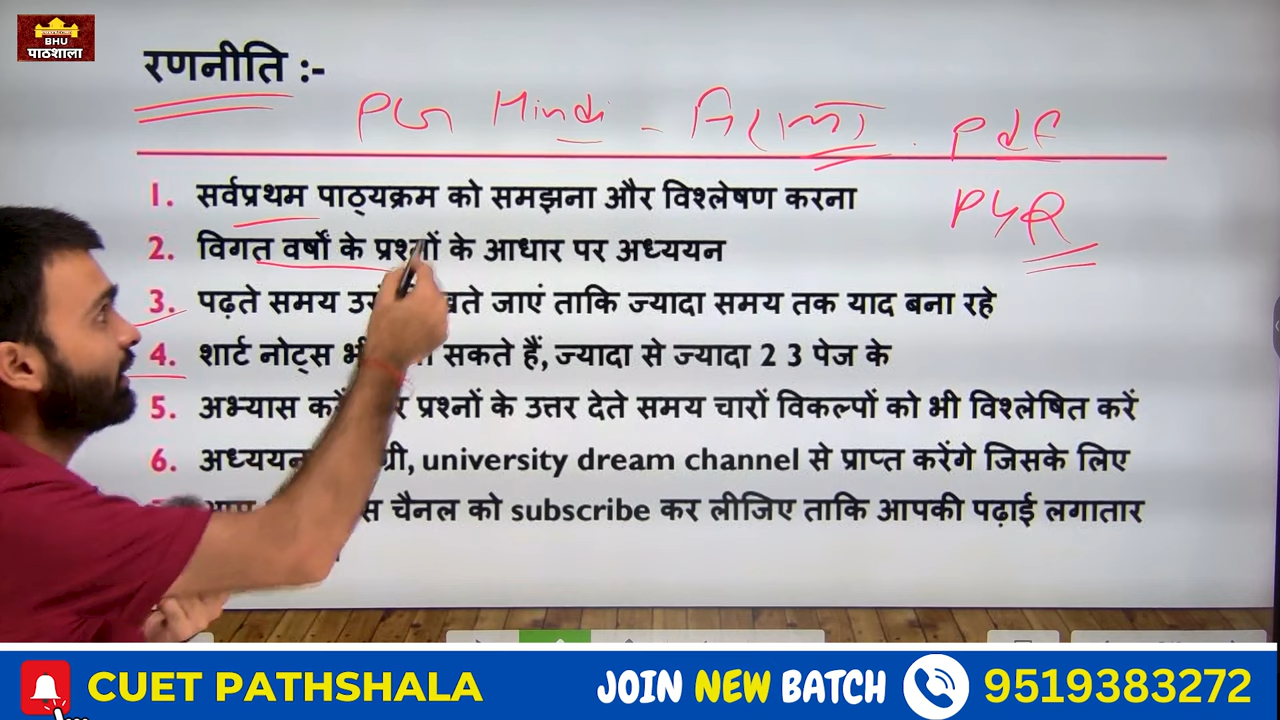 BHU
पाठशाला
रणनीति :-
PG Hindi - निराला . Pdf
PYQ
1. सर्वप्रथम पाठ्यक्रम को समझना और विश्लेषण करना
2. विगत वर्षों के प्रश्नों के आधार पर अध्ययन
3. पढ़ते समय जाएं ताकि ज्यादा समय तक याद बना रहे
4. शार्ट नोट्स सकते हैं, ज्यादा से ज्यादा 2 3 पेज के
5. अभ्यास प्रश्नों के उत्तर देते समय चारों विकल्पों को भी विश्लेषित करें
6. अध्ययन university dream channel से प्राप्त करेंगे जिसके लिए
चैनल को subscribe कर लीजिए ताकि आपकी पढ़ाई लगातार
CUET PATHSHALA JOIN NEW BATCH 9519383272